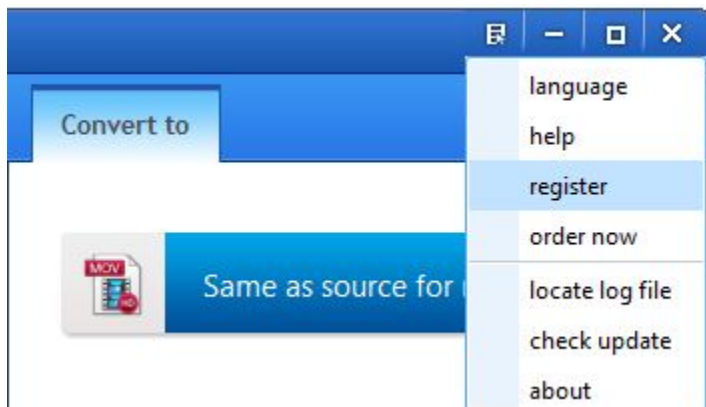 language
Convert to
help
register
order now
MOV
HD
Same as source for
locate log file
check update
about